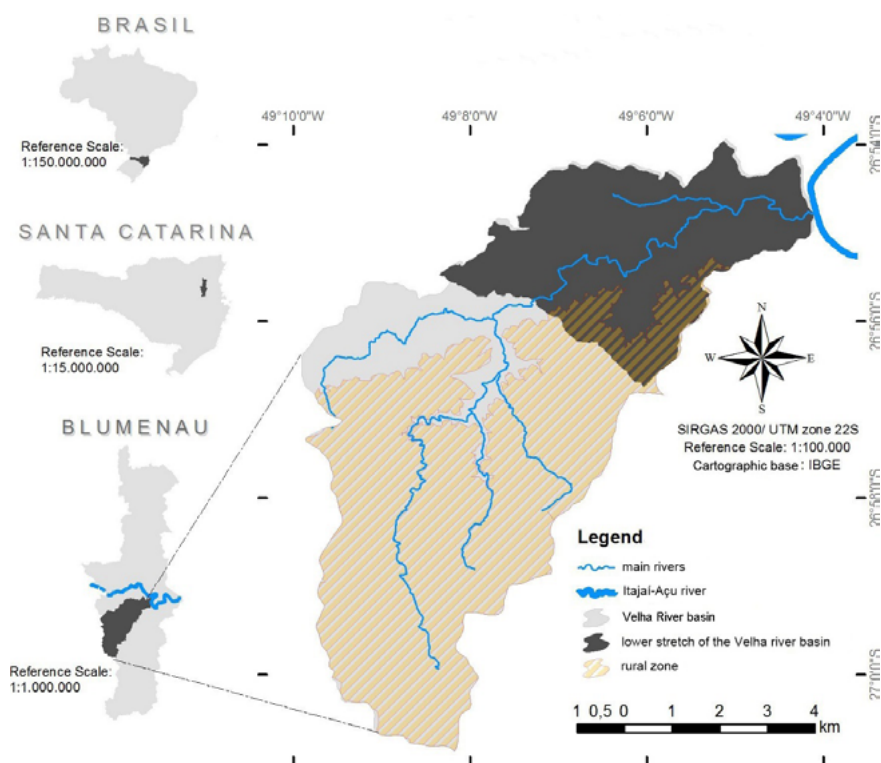 BRASIL
Reference Scale:
1:150.000.000
SANTA CATARINA
Reference Scale:
1:15.000.000
BLUMENAU
Reference Scale:
1:1.000.000
49°10'0"W
49°8'0"W
49°6'0"W
49°4'0"W
26°54'0"S
26°56'0"S
26°58'0"S
27°0'0"S
N
W
E
S
SIRGAS 2000/ UTM zone 22S
Reference Scale: 1:100.000
Cartographic base : IBGE
Legend
main rivers
Itajaí-Açu river
Velha River basin
lower stretch of the Velha river basin
rural zone
1 0,5 0 1 2 3 4
km